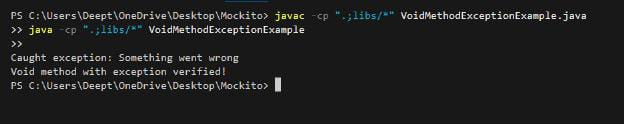 PS C:\Users\Deept\OneDrive\Desktop\Mockito> javac -cp ".;libs/*" VoidMethodExceptionExample.java
>> java -cp ".;libs/*" VoidMethodExceptionExample
>>
Caught exception: Something went wrong
Void method with exception verified!
PS C:\Users\Deept\OneDrive\Desktop\Mockito>